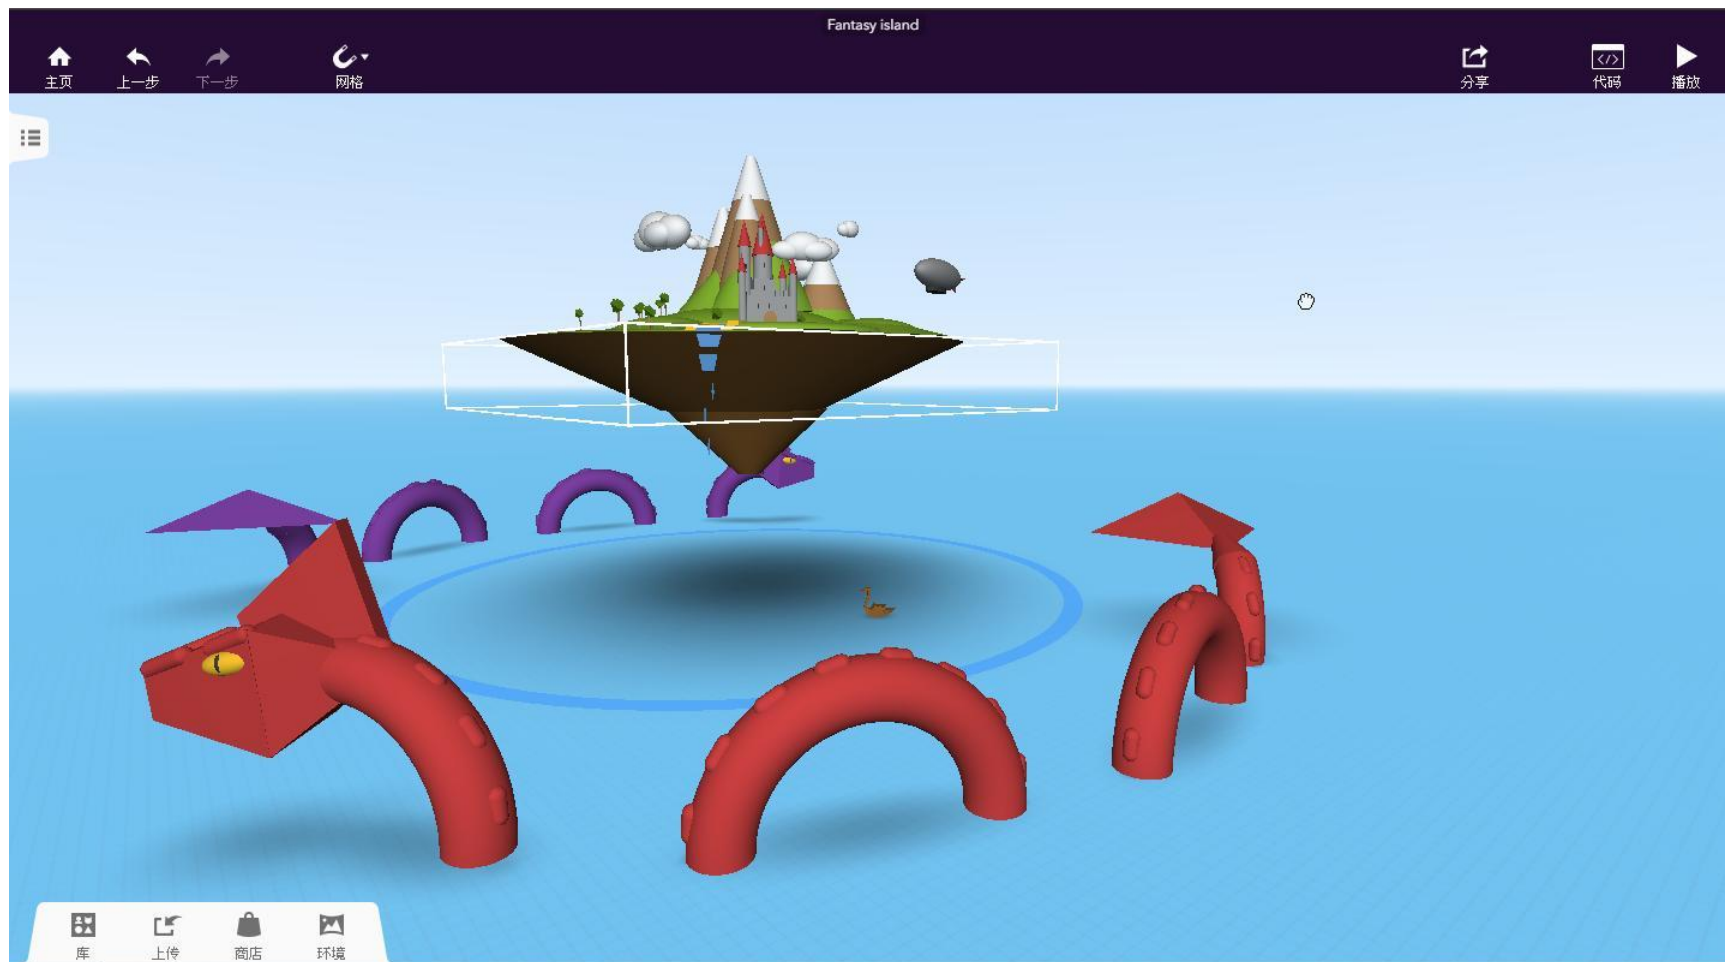 Fantasy island
主页
上一步
下一步
网格
分享
代码
播放
库
上传
商店
环境